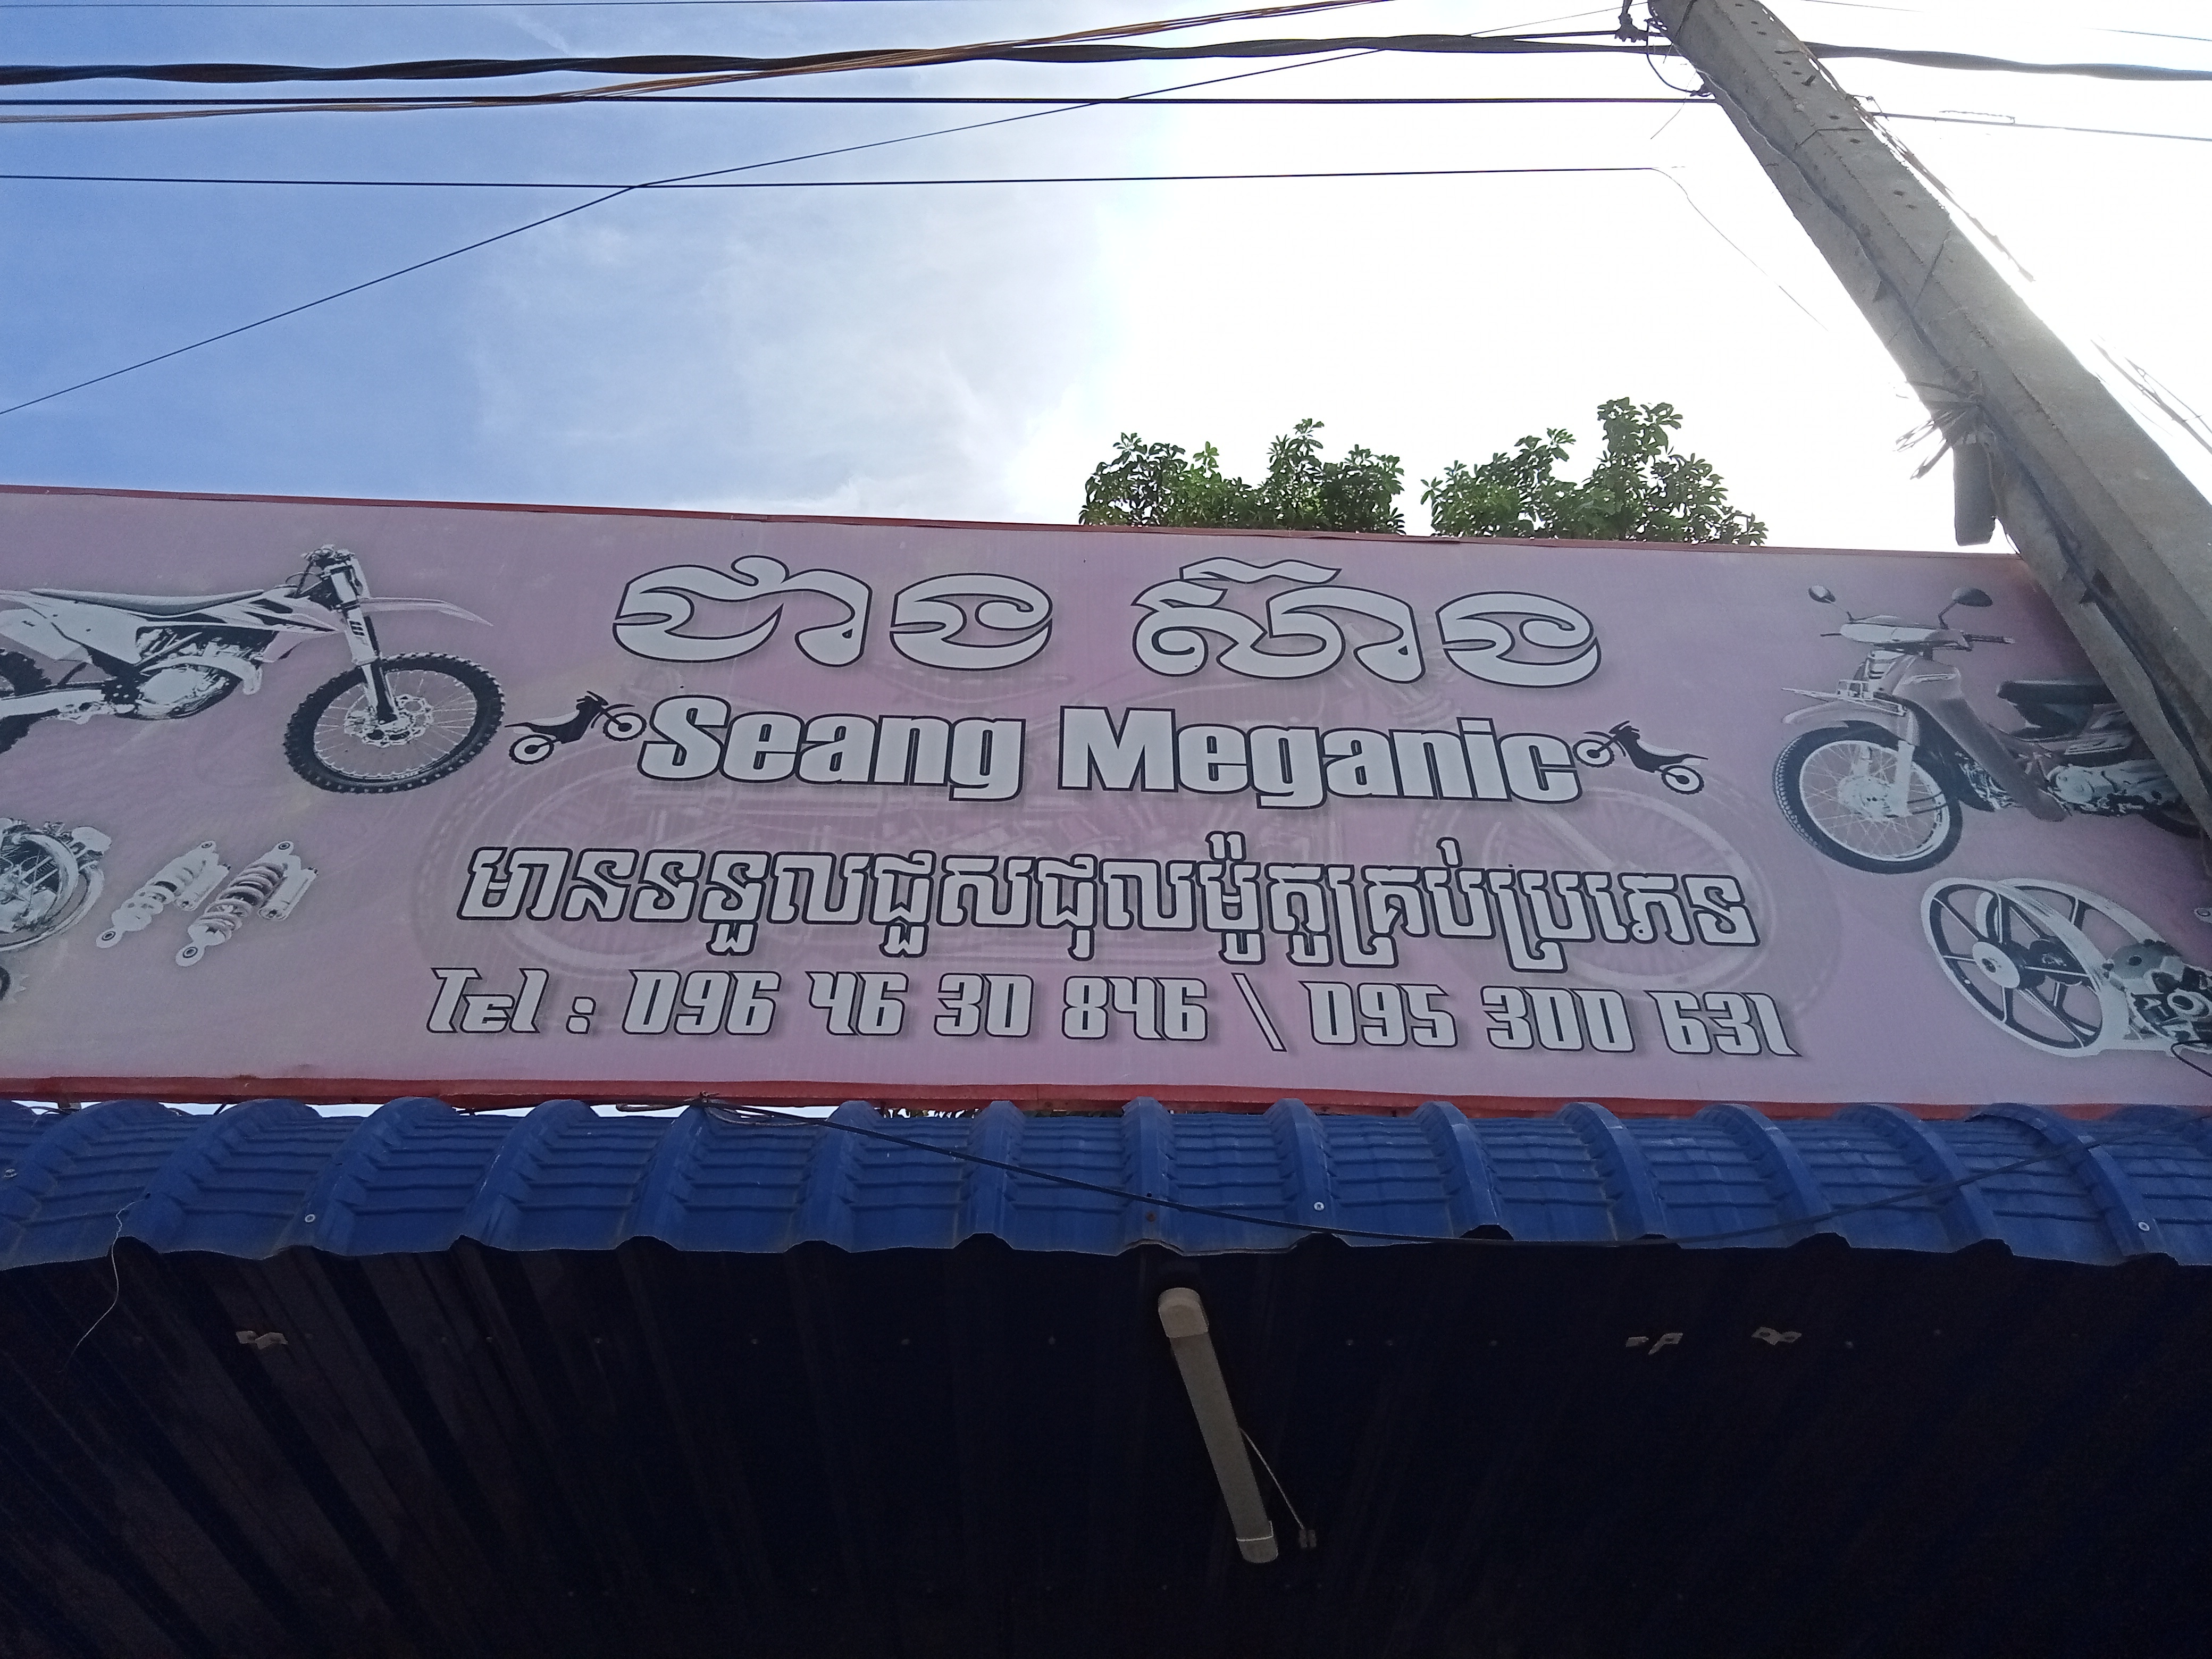 ជាង ស៊ាង
Seang Meganic
មានទទួលជួសជុលម៉ូតូគ្រប់ប្រភេទ
Tel : 096 46 30 846 \ 095 300 631